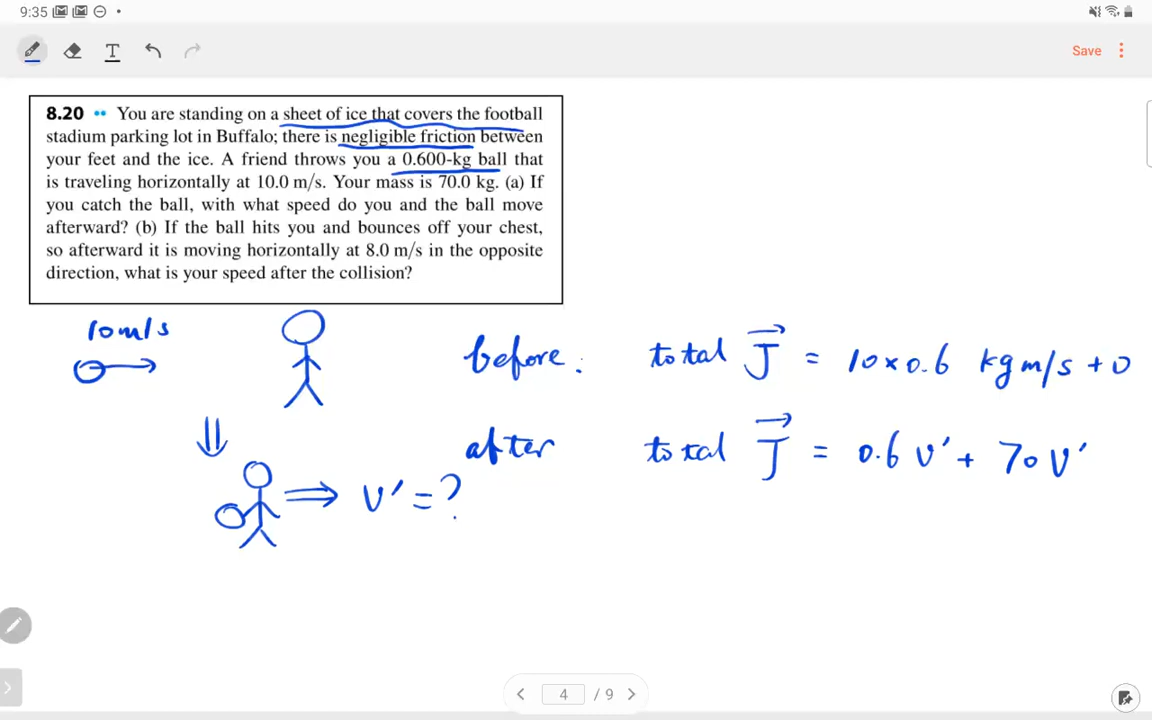 9:35
T
Save
8.20 •• You are standing on a sheet of ice that covers the football
stadium parking lot in Buffalo; there is negligible friction between
your feet and the ice. A friend throws you a 0.600-kg ball that
is traveling horizontally at 10.0 m/s. Your mass is 70.0 kg. (a) If
you catch the ball, with what speed do you and the ball move
afterward? (b) If the ball hits you and bounces off your chest,
so afterward it is moving horizontally at 8.0 m/s in the opposite
direction, what is your speed after the collision?
10m/s
before: total J⃗ = 10×0.6 kg m/s + 0
after total J⃗ = 0.6 v' + 70 v'
⇒ v' = ?
4 / 9